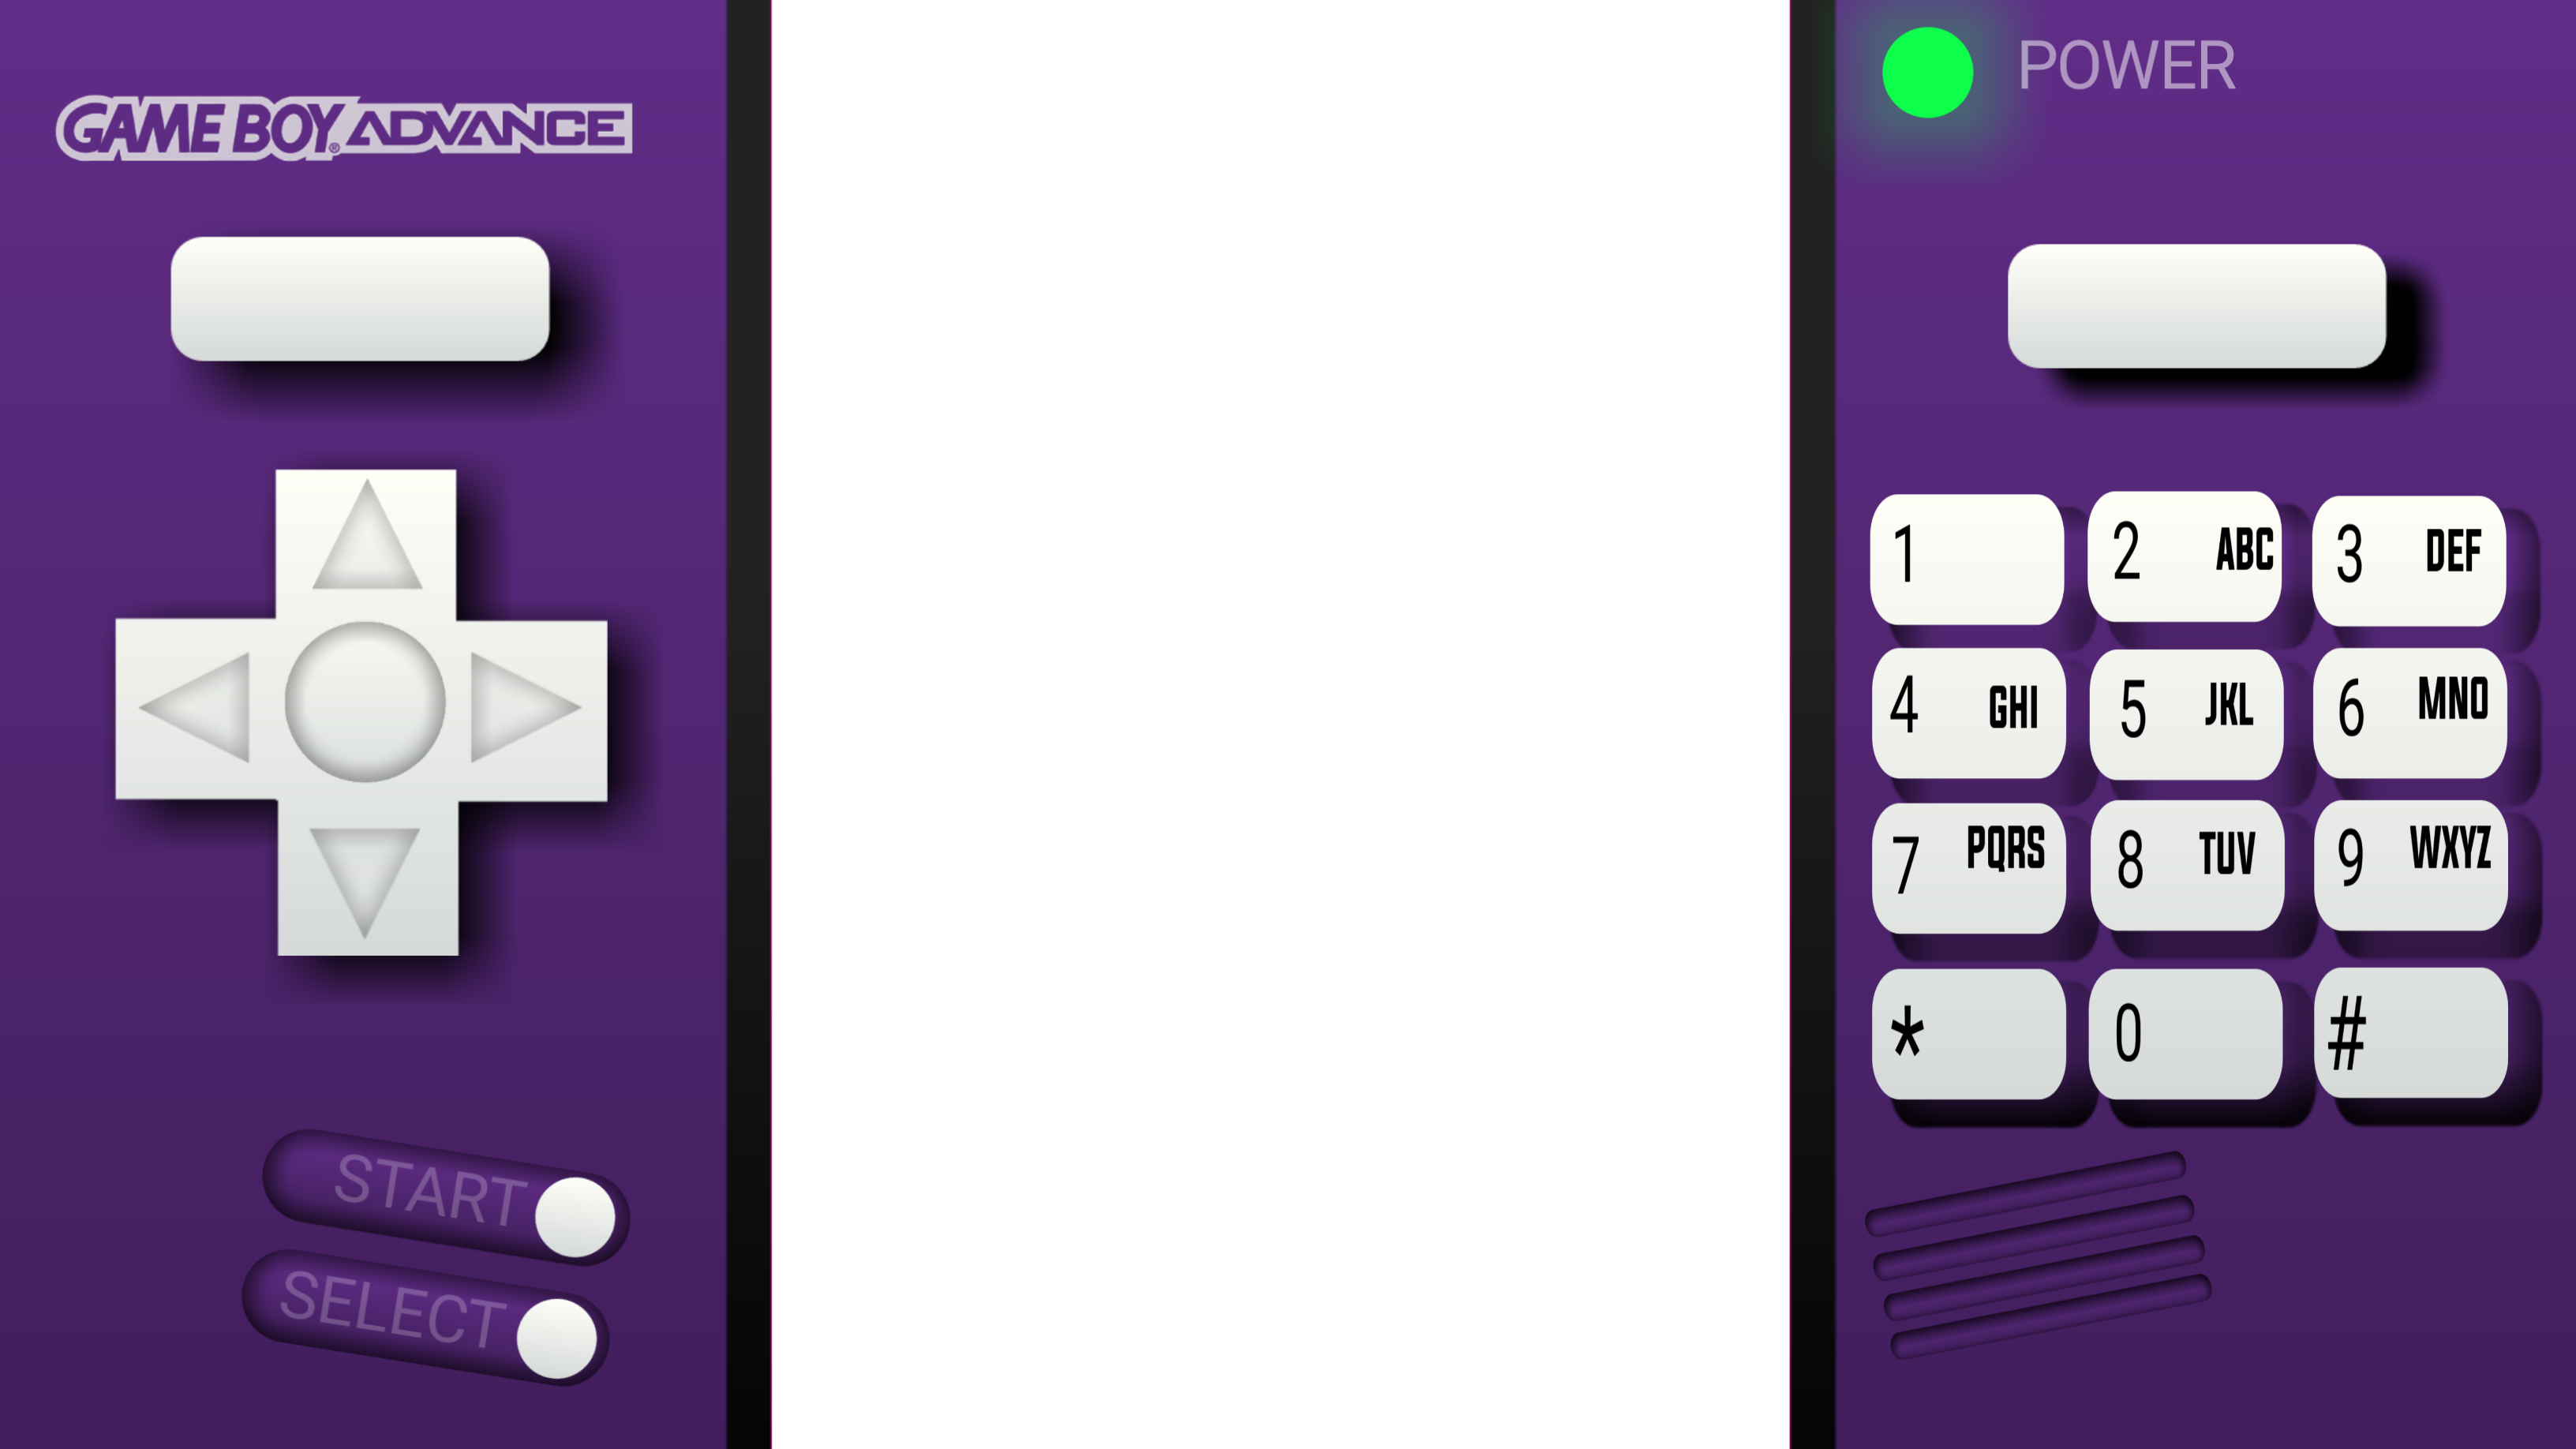 GAME BOY® ADVANCE
POWER
1
2 ABC
3 DEF
4 GHI
5 JKL
6 MNO
7 PQRS
8 TUV
9 WXYZ
*
0
#
START
SELECT